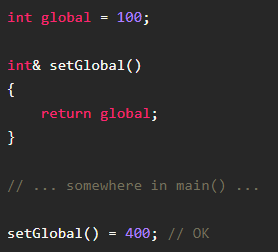 int global = 100;
int& setGlobal()
{
    return global;
}
// ... somewhere in main() ...
setGlobal() = 400; // OK